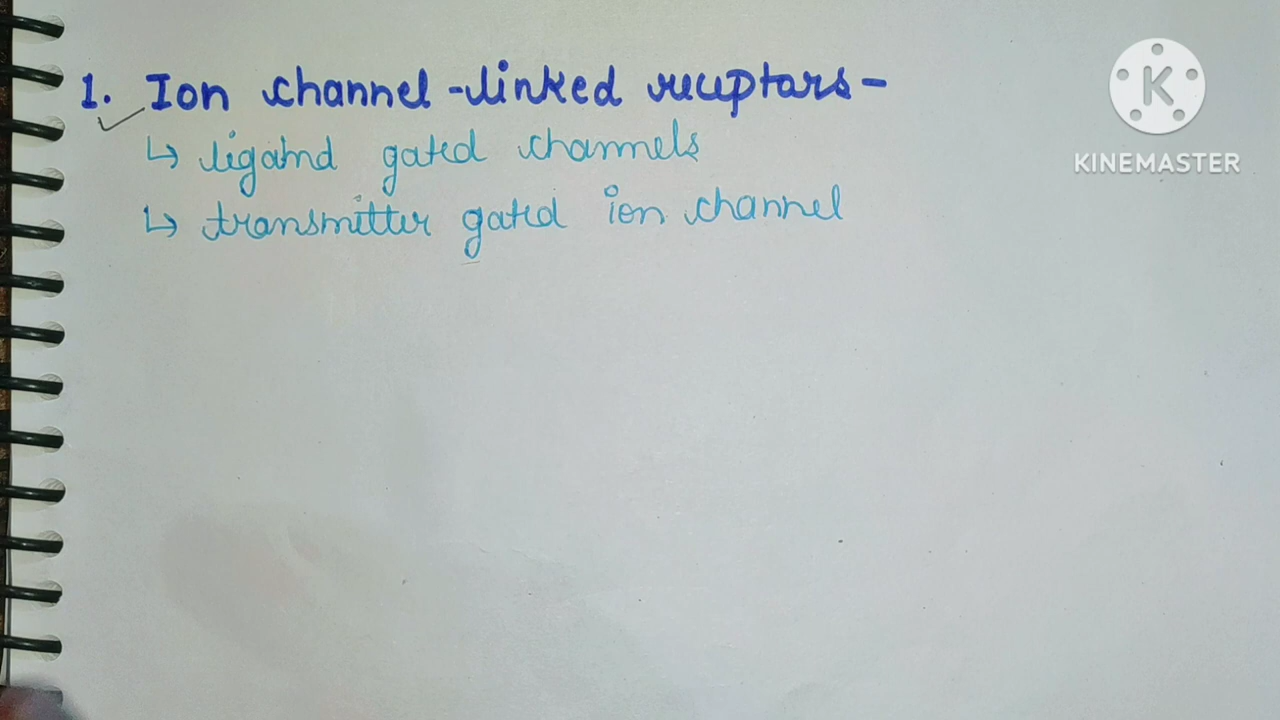 1. Ion channel-linked receptors-
↳ ligand gated channels
↳ transmitter gated ion channel
K
KINEMASTER